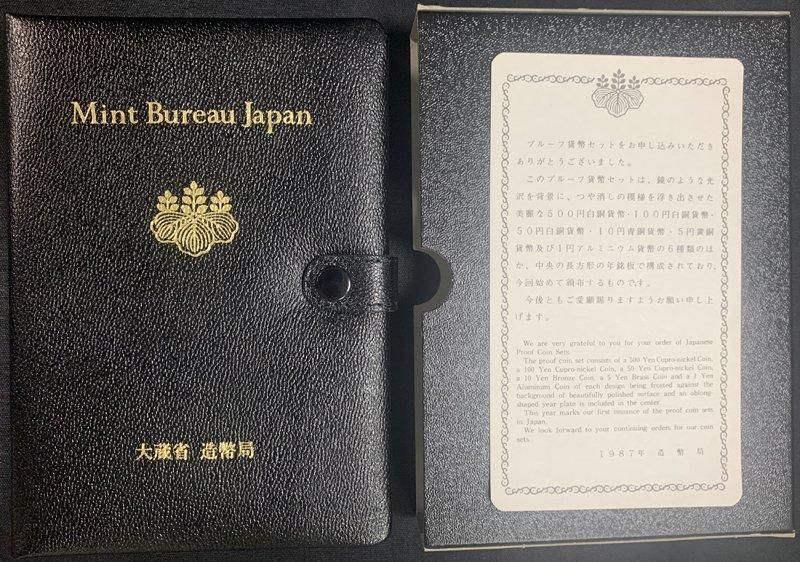 Mint Bureau Japan
大蔵省 造幣局
プルーフ貨幣セットをお申し込みいただき
ありがとうございました。
このプルーフ貨幣セットは、鏡のような光
沢を背景に、つや消しの模様を浮き出させた
美麗な500円白銅貨幣・100円白銅貨幣・
50円白銅貨幣・10円青銅貨幣・5円黄銅
貨幣及び1円アルミニウム貨幣の6種類のほ
か、中央の長方形の年銘板で構成されており、
今回始めて頒布するものです。
今後ともご愛顧賜りますようお願い申し上
げます。
We are very grateful to you for your order of Japanese
Proof Coin Sets.
The proof coin set consists of a 500 Yen Cupro-nickel Coin,
a 100 Yen Cupro-nickel Coin, a 50 Yen Cupro-nickel Coin,
a 10 Yen Bronze Coin, a 5 Yen Brass Coin and a 1 Yen
Aluminum Coin of each design being frosted against the
background of beautifully polished surface and an oblong-
shaped year plate is included in the center.
This year marks our first issuance of the proof coin sets
in Japan.
We look forward to your continuing orders for our coin
sets.
1987年 造幣局